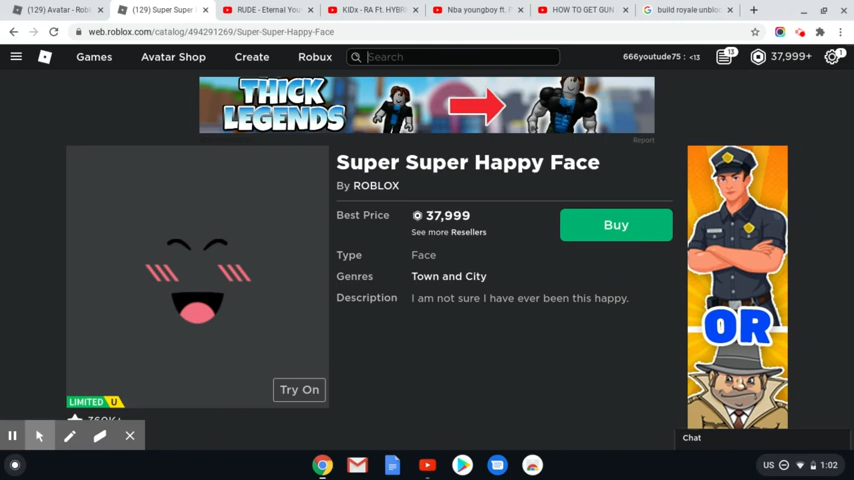 (129) Avatar - Robl
(129) Super Super
RUDE - Eternal You
KIDx - RA Ft. HYBRI
Nba youngboy ft. F
HOW TO GET GUN
build royale unbloc
web.roblox.com/catalog/494291269/Super-Super-Happy-Face
Games
Avatar Shop
Create
Robux
Search
666youtude75 : <13
13
37,999+
1
THICK
LEGENDS
Report
Super Super Happy Face
By ROBLOX
Best Price
37,999
Buy
See more Resellers
Type
Face
Genres
Town and City
Description
I am not sure I have ever been this happy.
OR
Try On
LIMITED U
360K+
Chat
US
1:02